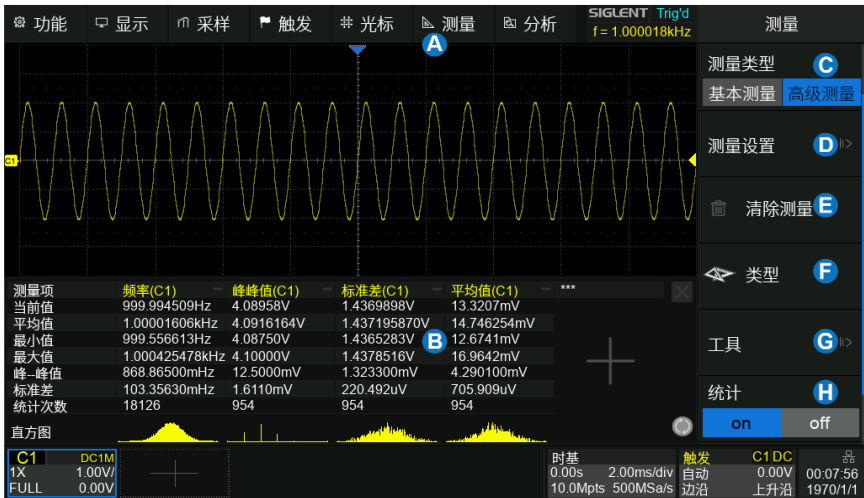 功能 显示 采样 触发 光标 测量 分析 SIGLENT Trig'd 测量
f = 1.000018kHz
A
测量类型 C
基本测量 高级测量
测量设置 D
清除测量 E
类型 F
工具 G
统计 H
on off
C1
测量项 频率(C1) 峰峰值(C1) 标准差(C1) 平均值(C1) ***
当前值 999.994509Hz 4.08958V 1.4369898V 13.3207mV
平均值 1.00001606kHz 4.0916164V 1.437195870V 14.746254mV
最小值 999.556613Hz 4.08750V 1.4365283V B 12.6741mV
最大值 1.000425478kHz 4.10000V 1.4378516V 16.9642mV
峰--峰值 868.86500mHz 12.5000mV 1.323300mV 4.290100mV
标准差 103.35630mHz 1.6110mV 220.492uV 705.909uV
统计次数 18126 954 954 954
直方图
C1 DC1M
1X 1.00V/
FULL 0.00V
时基
0.00s 2.00ms/div
10.0Mpts 500MSa/s
触发 C1 DC
自动 0.00V
边沿 上升沿
00:07:56
1970/1/1